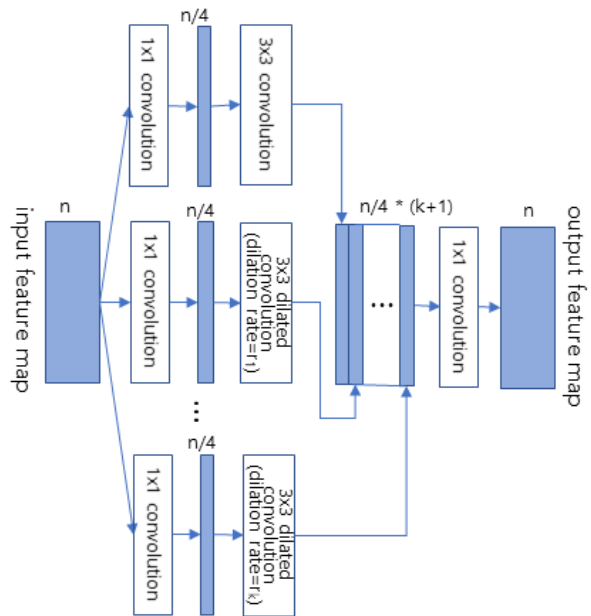 n/4
1x1 convolution
3x3 convolution
n
input feature map
n/4
1x1 convolution
3x3 dilated
convolution
(dilation rate=r1)
n/4 * (k+1)
...
1x1 convolution
n
output feature map
...
n/4
1x1 convolution
3x3 dilated
convolution
(dilation rate=rk)